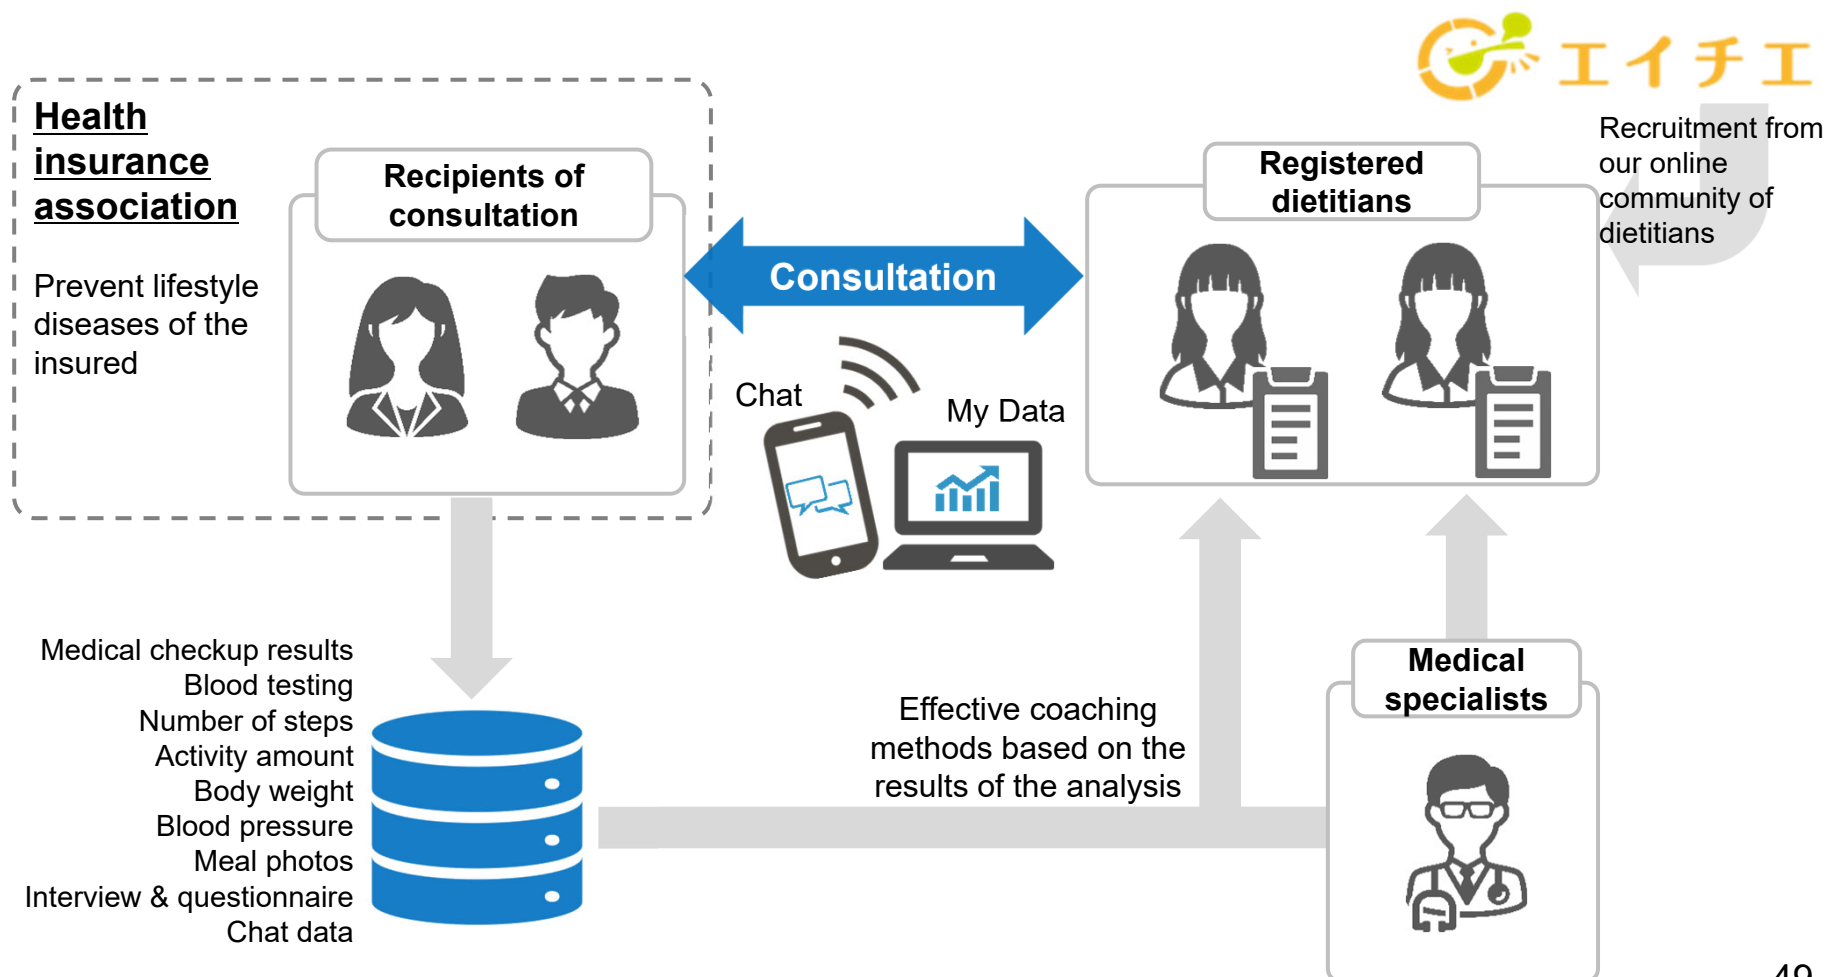 エイチエ
Health
insurance
association
Prevent lifestyle
diseases of the
insured
Recipients of
consultation
Consultation
Chat
My Data
Registered
dietitians
Recruitment from
our online
community of
dietitians
Medical checkup results
Blood testing
Number of steps
Activity amount
Body weight
Blood pressure
Meal photos
Interview & questionnaire
Chat data
Effective coaching
methods based on the
results of the analysis
Medical
specialists
49